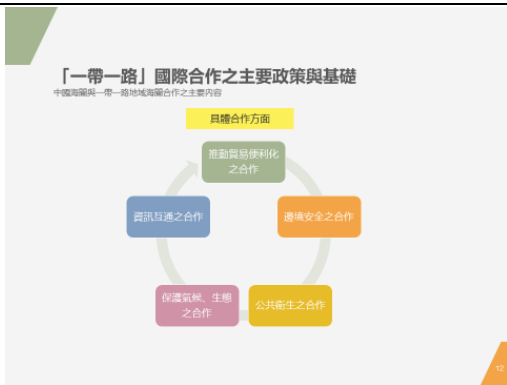 「一帶一路」國際合作之主要政策與基礎
中國海關與一帶一路地域海關合作之主要內容
具體合作方面
推動貿易便利化
之合作
資訊互通之合作
邊境安全之合作
保護氣候、生態
之合作
公共衛生之合作
12